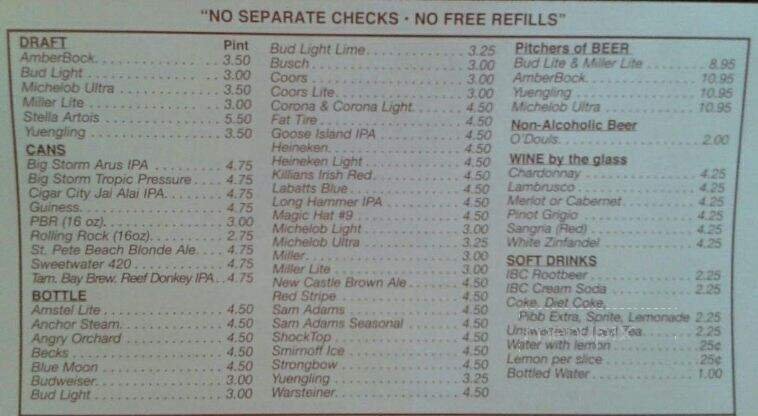 "NO SEPARATE CHECKS · NO FREE REFILLS"
DRAFT Pint
AmberBock 3.50
Bud Light 3.00
Michelob Ultra 3.50
Miller Lite 3.00
Stella Artois 5.50
Yuengling 3.50
CANS
Big Storm Arus IPA 4.75
Big Storm Tropic Pressure 4.75
Cigar City Jai Alai IPA 4.75
Guiness 4.75
PBR (16 oz) 3.00
Rolling Rock (16oz) 2.75
St. Pete Beach Blonde Ale 4.75
Sweetwater 420 4.75
Tam. Bay Brew. Reef Donkey IPA 4.75
BOTTLE
Amstel Lite 4.50
Anchor Steam 4.50
Angry Orchard 4.50
Becks 4.50
Blue Moon 4.50
Budweiser 3.00
Bud Light 3.00
Bud Light Lime 3.25
Busch 3.00
Coors 3.00
Coors Lite 3.00
Corona & Corona Light 4.50
Fat Tire 4.50
Goose Island IPA 4.50
Heineken 4.50
Heineken Light 4.50
Killians Irish Red 4.50
Labatts Blue 4.50
Long Hammer IPA 4.50
Magic Hat #9 4.50
Michelob Light 3.00
Michelob Ultra 3.25
Miller 3.00
Miller Lite 3.00
New Castle Brown Ale 4.50
Red Stripe 4.50
Sam Adams 4.50
Sam Adams Seasonal 4.50
ShockTop 4.50
Smirnoff Ice 4.50
Strongbow 4.50
Yuengling 3.25
Warsteiner 4.50
Pitchers of BEER
Bud Lite & Miller Lite 8.95
AmberBock 10.95
Yuengling 10.95
Michelob Ultra 10.95
Non-Alcoholic Beer
O'Douls 2.00
WINE by the glass
Chardonnay 4.25
Lambrusco 4.25
Merlot or Cabernet 4.25
Pinot Grigio 4.25
Sangria (Red) 4.25
White Zinfandel 4.25
SOFT DRINKS
IBC Rootbeer 2.25
IBC Cream Soda 2.25
Coke, Diet Coke,
Pibb Extra, Sprite, Lemonade 2.25
Unsweetened Iced Tea 2.25
Water with lemon 25¢
Lemon per slice 25¢
Bottled Water 1.00